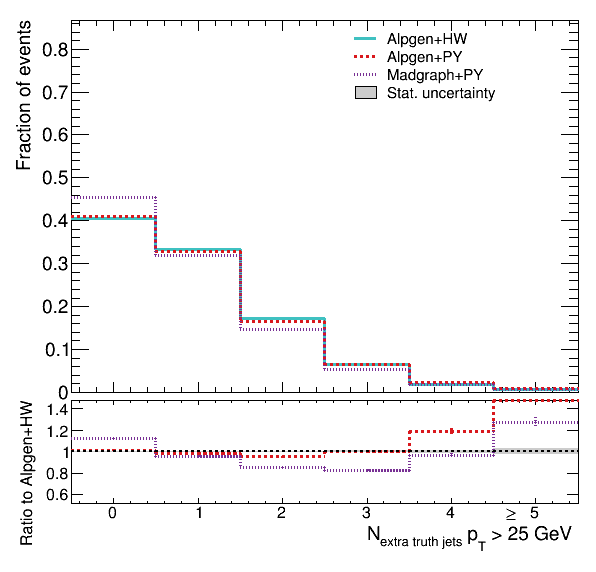 Fraction of events
0.8
0.7
0.6
0.5
0.4
0.3
0.2
0.1
0
Alpgen+HW
Alpgen+PY
Madgraph+PY
Stat. uncertainty
Ratio to Alpgen+HW
1.4
1.2
1
0.8
0.6
0 1 2 3 4 ≥ 5
N extra truth jets p T > 25 GeV